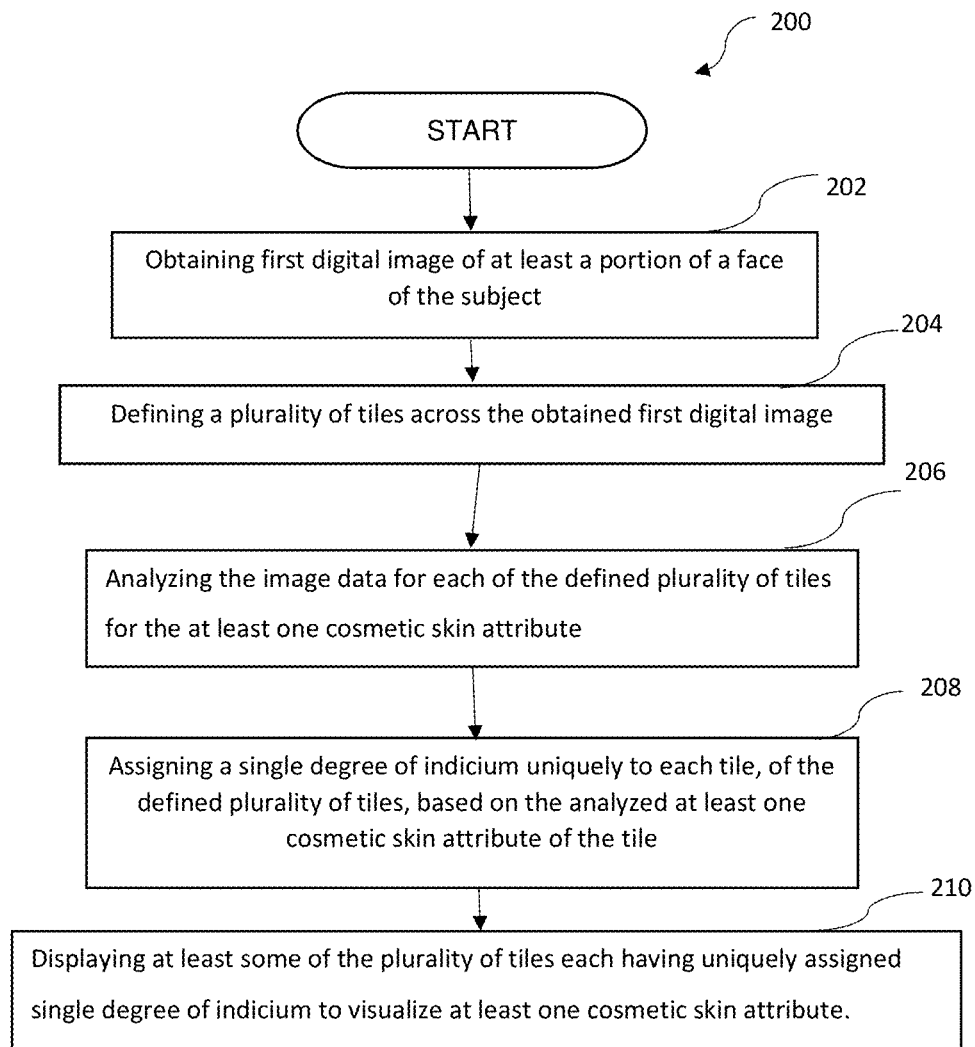 200
START
202
Obtaining first digital image of at least a portion of a face
of the subject
204
Defining a plurality of tiles across the obtained first digital image
206
Analyzing the image data for each of the defined plurality of tiles
for the at least one cosmetic skin attribute
208
Assigning a single degree of indicium uniquely to each tile, of the
defined plurality of tiles, based on the analyzed at least one
cosmetic skin attribute of the tile
210
Displaying at least some of the plurality of tiles each having uniquely assigned
single degree of indicium to visualize at least one cosmetic skin attribute.